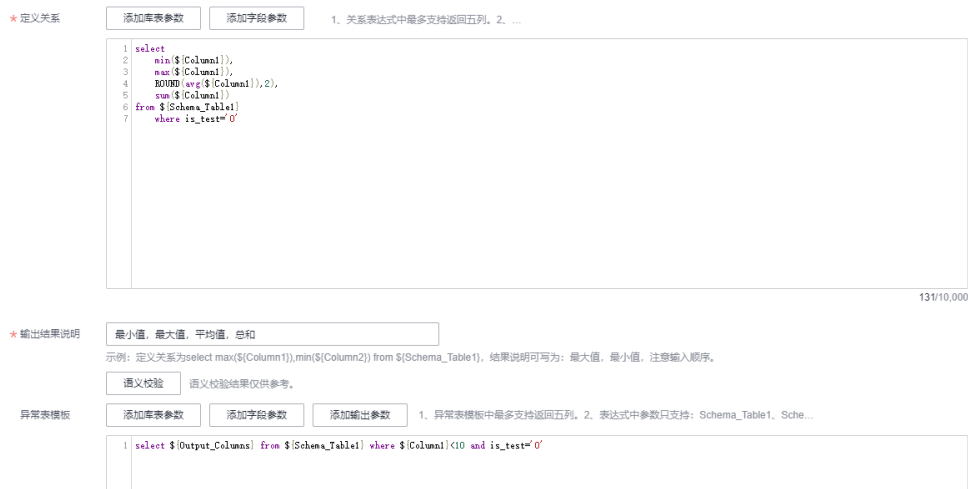 * 定义关系 添加库表参数 添加字段参数 1、关系表达式中最多支持返回五列。2、...
1 select
2 min(${Column1}),
3 max(${Column1}),
4 ROUND(avg(${Column1}),2),
5 sum(${Column1})
6 from ${Schema_Table1}
7 where is_test='0'
131/10,000
* 输出结果说明 最小值，最大值，平均值，总和
示例：定义关系为select max(${Column1}),min(${Column2}) from ${Schema_Table1}，结果说明可写为：最大值，最小值，注意输入顺序。
语义校验 语义校验结果仅供参考。
异常表模板 添加库表参数 添加字段参数 添加输出参数 1、异常表模板中最多支持返回五列。2、表达式中参数只支持：Schema_Table1、Sche...
1 select ${Output_Columns} from ${Schema_Table1} where ${Column1}<10 and is_test='0'